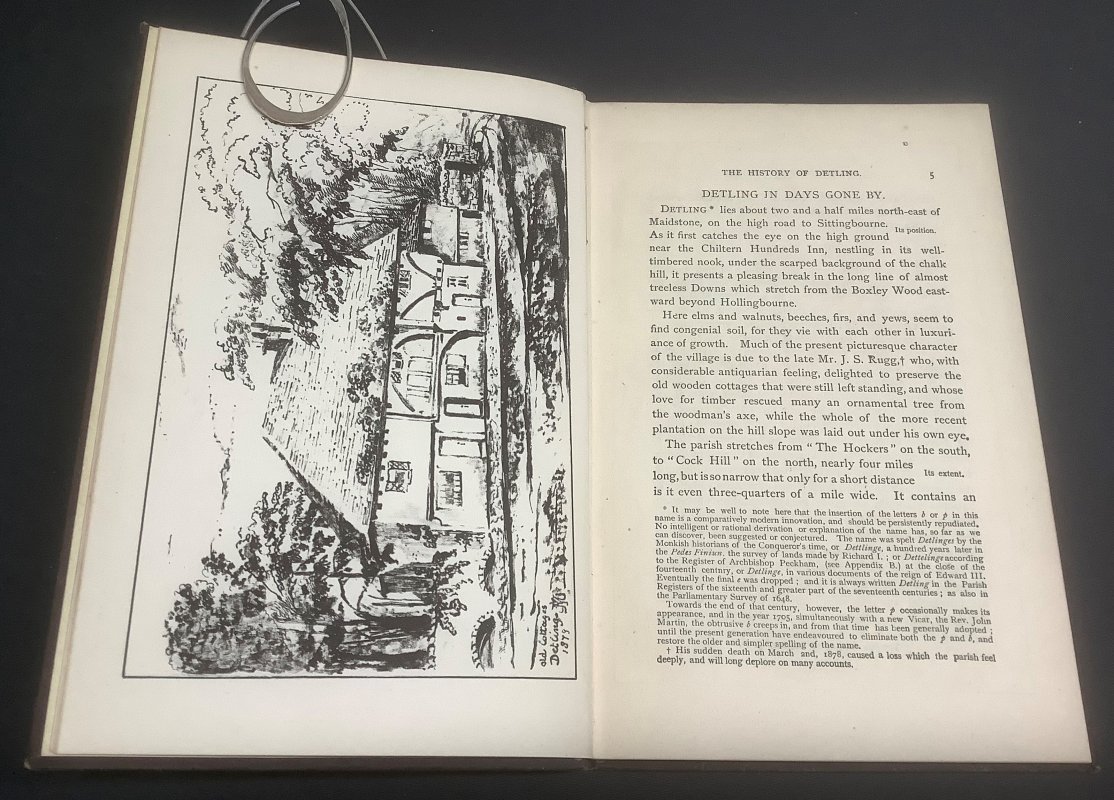 old Cottages
Detling
1879
THE HISTORY OF DETLING.
5
DETLING IN DAYS GONE BY.
DETLING* lies about two and a half miles north-east of
Maidstone, on the high road to Sittingbourne.
Its position.
As it first catches the eye on the high ground
near the Chiltern Hundreds Inn, nestling in its well-
timbered nook, under the scarped background of the chalk
hill, it presents a pleasing break in the long line of almost
treeless Downs which stretch from the Boxley Wood east-
ward beyond Hollingbourne.
Here elms and walnuts, beeches, firs, and yews, seem to
find congenial soil, for they vie with each other in luxuri-
ance of growth. Much of the present picturesque character
of the village is due to the late Mr. J. S. Rugg,† who, with
considerable antiquarian feeling, delighted to preserve the
old wooden cottages that were still left standing, and whose
love for timber rescued many an ornamental tree from
the woodman's axe, while the whole of the more recent
plantation on the hill slope was laid out under his own eye.
The parish stretches from "The Hockers" on the south,
to "Cock Hill" on the north, nearly four miles
Its extent.
long, but is so narrow that only for a short distance
is it even three-quarters of a mile wide. It contains an
* It may be well to note here that the insertion of the letters b or p in this
name is a comparatively modern innovation, and should be persistently repudiated.
No intelligent or rational derivation or explanation of the name has, so far as we
can discover, been suggested or conjectured. The name was spelt Detlinges by the
Monkish historians of the Conqueror's time, or Dettlinge, a hundred years later in
the Pedes Finium, the survey of lands made by Richard I.; or Dettelinge according
to the Register of Archbishop Peckham, (see Appendix B.) at the close of the
fourteenth century, or Detlinge, in various documents of the reign of Edward III.
Eventually the final e was dropped; and it is always written Detling in the Parish
Registers of the sixteenth and greater part of the seventeenth centuries; as also in
the Parliamentary Survey of 1648.
Towards the end of that century, however, the letter p occasionally makes its
appearance, and in the year 1705, simultaneously with a new Vicar, the Rev. John
Martin, the obtrusive b creeps in, and from that time has been generally adopted;
until the present generation have endeavoured to eliminate both the p and b, and
restore the older and simpler spelling of the name.
† His sudden death on March 2nd, 1878, caused a loss which the parish feel
deeply, and will long deplore on many accounts.